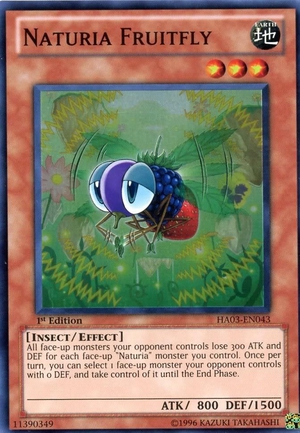 NATURIA FRUITFLY
EARTH
地
1st Edition
HA03-EN043
[INSECT/EFFECT]
All face-up monsters your opponent controls lose 300 ATK and
DEF for each face-up "Naturia" monster you control. Once per
turn, you can select 1 face-up monster your opponent controls
with 0 DEF, and take control of it until the End Phase.
ATK/ 800 DEF/1500
11390349
©1996 KAZUKI TAKAHASHI